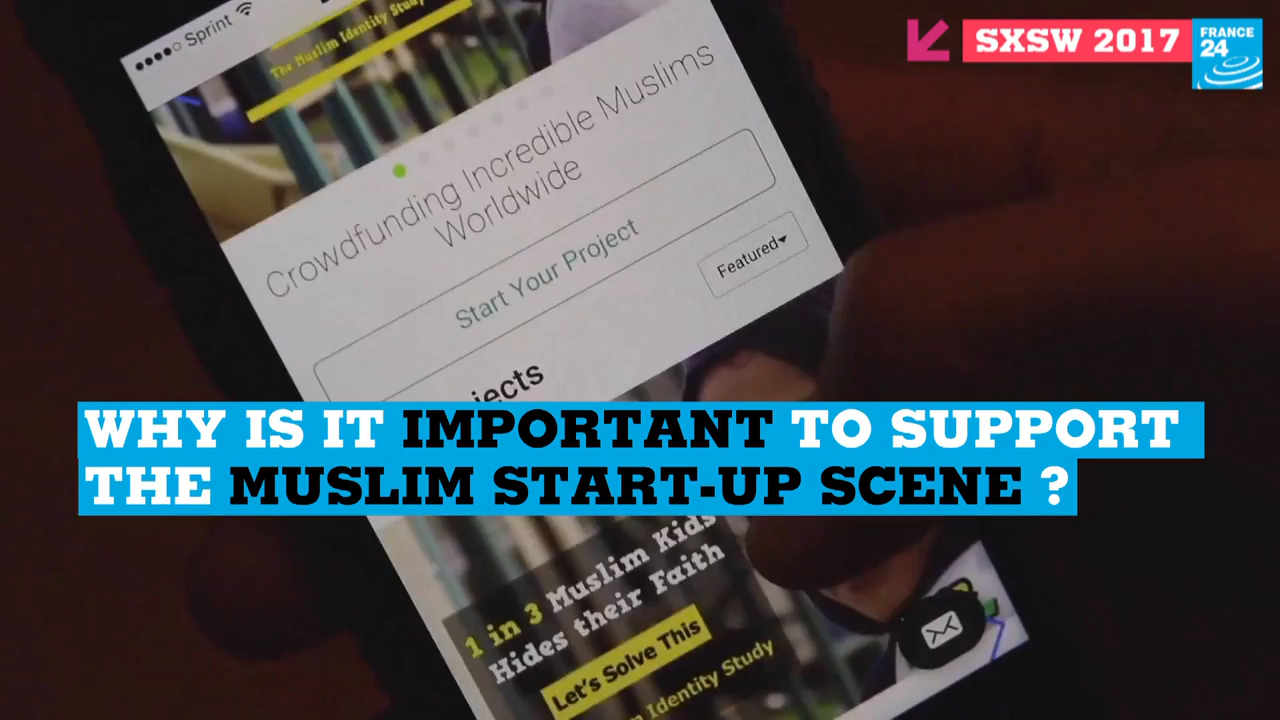 Sprint
The Muslim Identity Study
SXSW 2017
FRANCE
24
Crowdfunding Incredible Muslims
Worldwide
Start Your Project
Featured
jects
WHY IS IT IMPORTANT TO SUPPORT
THE MUSLIM START-UP SCENE ?
1 in 3 Muslim Kids
Hides their Faith
Let's Solve This
Identity Study